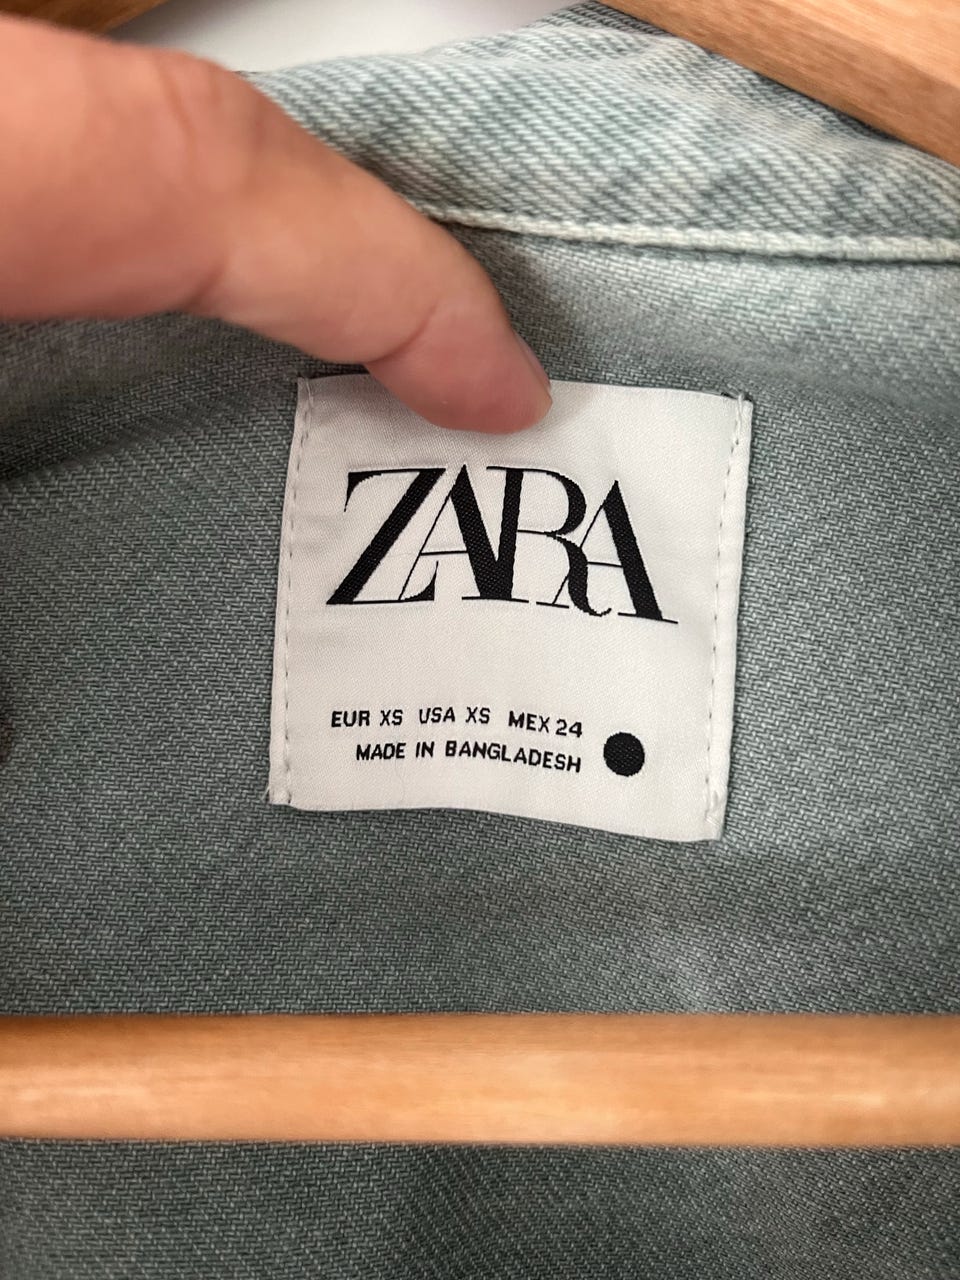 ZARA
EUR XS USA XS MEX 24
MADE IN BANGLADESH